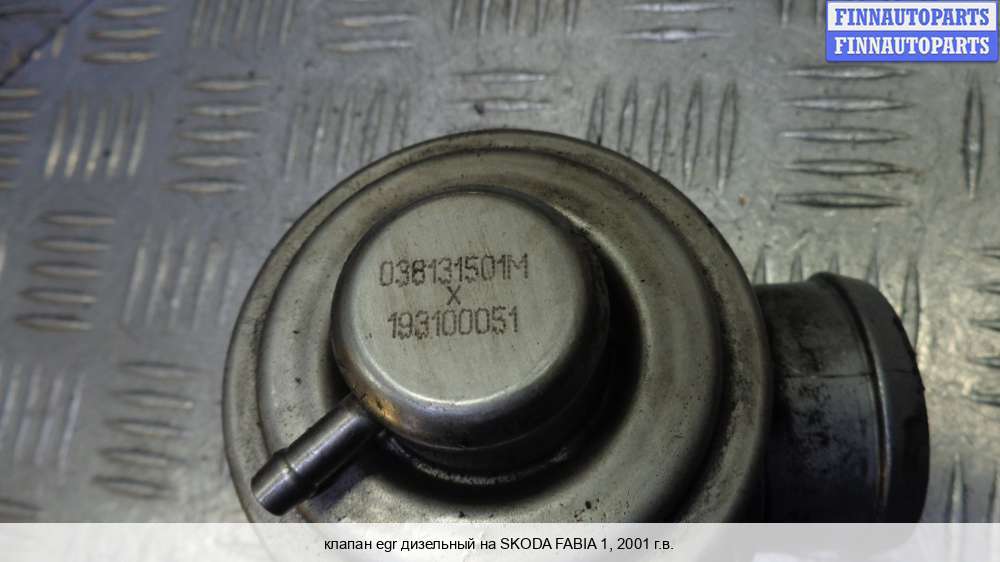 FINNAUTOPARTS
FINNAUTOPARTS
038131501M
X
193100051
клапан egr дизельный на SKODA FABIA 1, 2001 г.в.